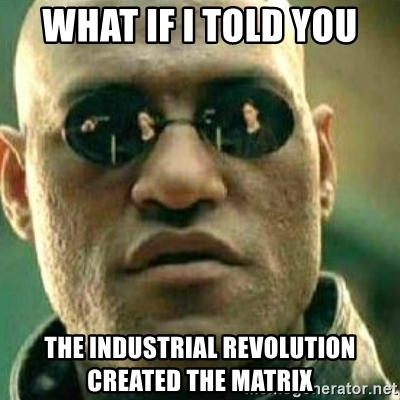 WHAT IF I TOLD YOU
THE INDUSTRIAL REVOLUTION
CREATED THE MATRIX